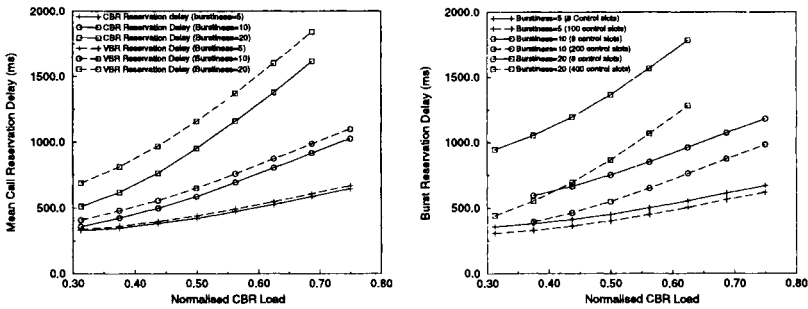 2000.0
1500.0
1000.0
500.0
0.0
Mean Call Reservation Delay (ms)
CBR Reservation delay (burstiness=5)
CBR Reservation Delay (Burstiness=10)
CBR Reservation Delay (Burstiness=20)
VBR Reservation Delay (Burstiness=5)
VBR Reservation Delay (Burstiness=10)
VBR Reservation Delay (Burstiness=20)
0.30 0.40 0.50 0.60 0.70 0.80
Normalised CBR Load
2000.0
1500.0
1000.0
500.0
0.0
Burst Reservation Delay (ms)
Burstiness=5 (8 Control slots)
Burstiness=5 (100 control slots)
Burstiness=10 (8 control slots)
Burstiness=10 (200 control slots)
Burstiness=20 (8 control slots)
Burstiness=20 (400 control slots)
0.30 0.40 0.50 0.60 0.70 0.80
Normalised CBR Load